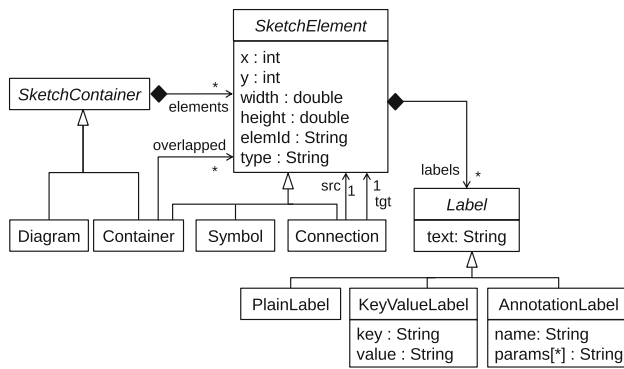 SketchElement
x : int
y : int
width : double
height : double
elemId : String
type : String
SketchContainer
*
elements
overlapped
*
src
1
1
tgt
labels
*
Diagram
Container
Symbol
Connection
Label
text: String
PlainLabel
KeyValueLabel
key : String
value : String
AnnotationLabel
name: String
params[*] : String